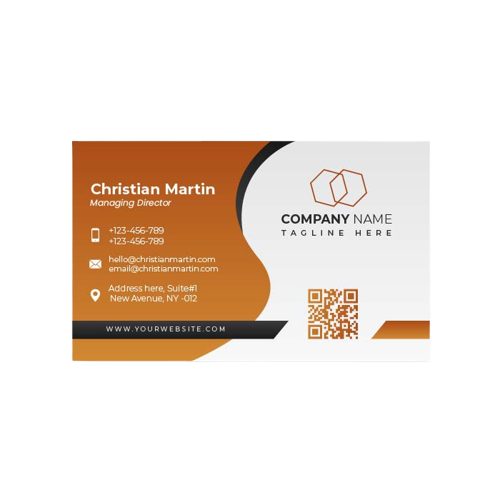 Christian Martin
Managing Director
+123-456-789
+123-456-789
hello@christianmartin.com
email@christianmartin.com
Address here, Suite#1
New Avenue, NY -012
WWW.YOURWEBSITE.COM
COMPANY NAME
TAGLINE HERE